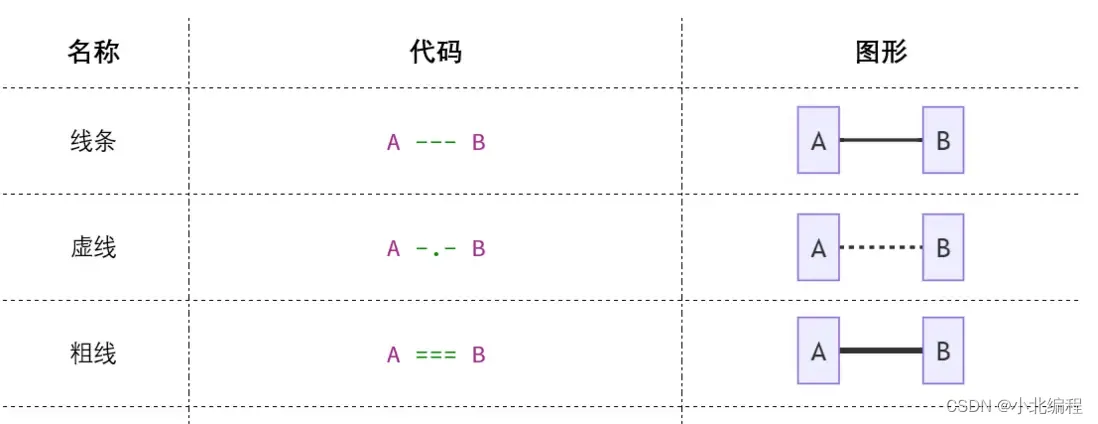 名称 代码 图形
线条 A --- B A B
虚线 A -.- B A B
粗线 A === B A B
CSDN @小北编程